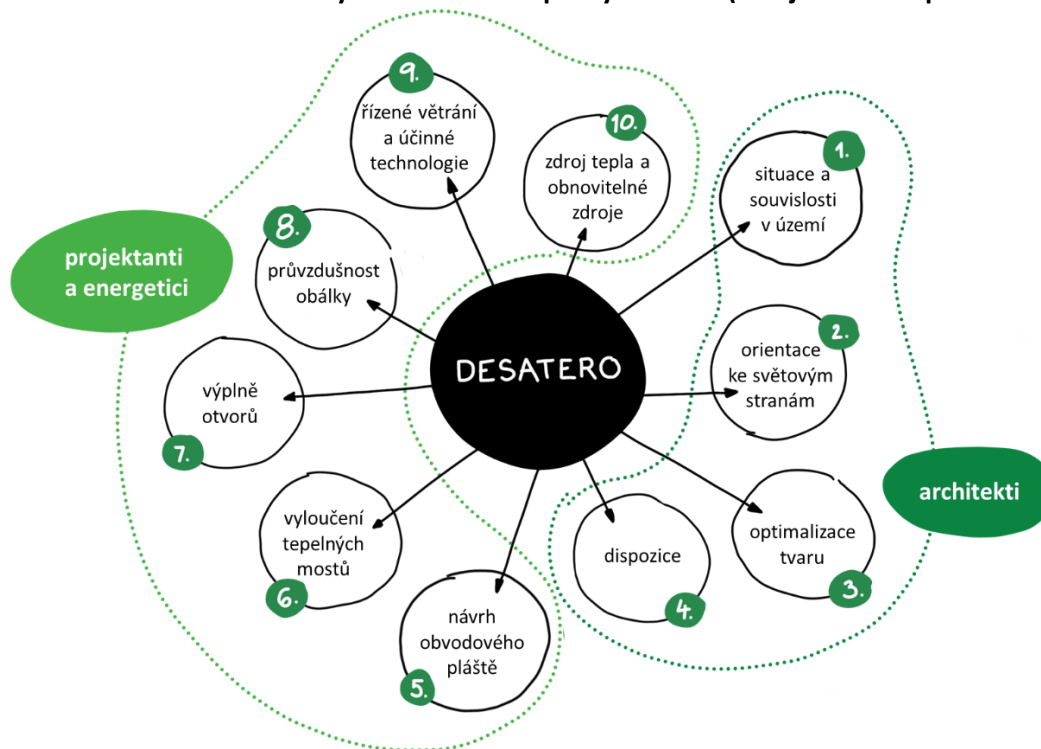 9.
řízené větrání
a účinné
technologie
10.
zdroj tepla a
obnovitelné
zdroje
1.
situace a
souvislosti
v území
8.
průvzdušnost
obálky
projektanti
a energetici
DESATERO
2.
orientace
ke světovým
stranám
výplně
otvorů
7.
architekti
vyloučení
tepelných
mostů
6.
dispozice
4.
optimalizace
tvaru
3.
návrh
obvodového
pláště
5.